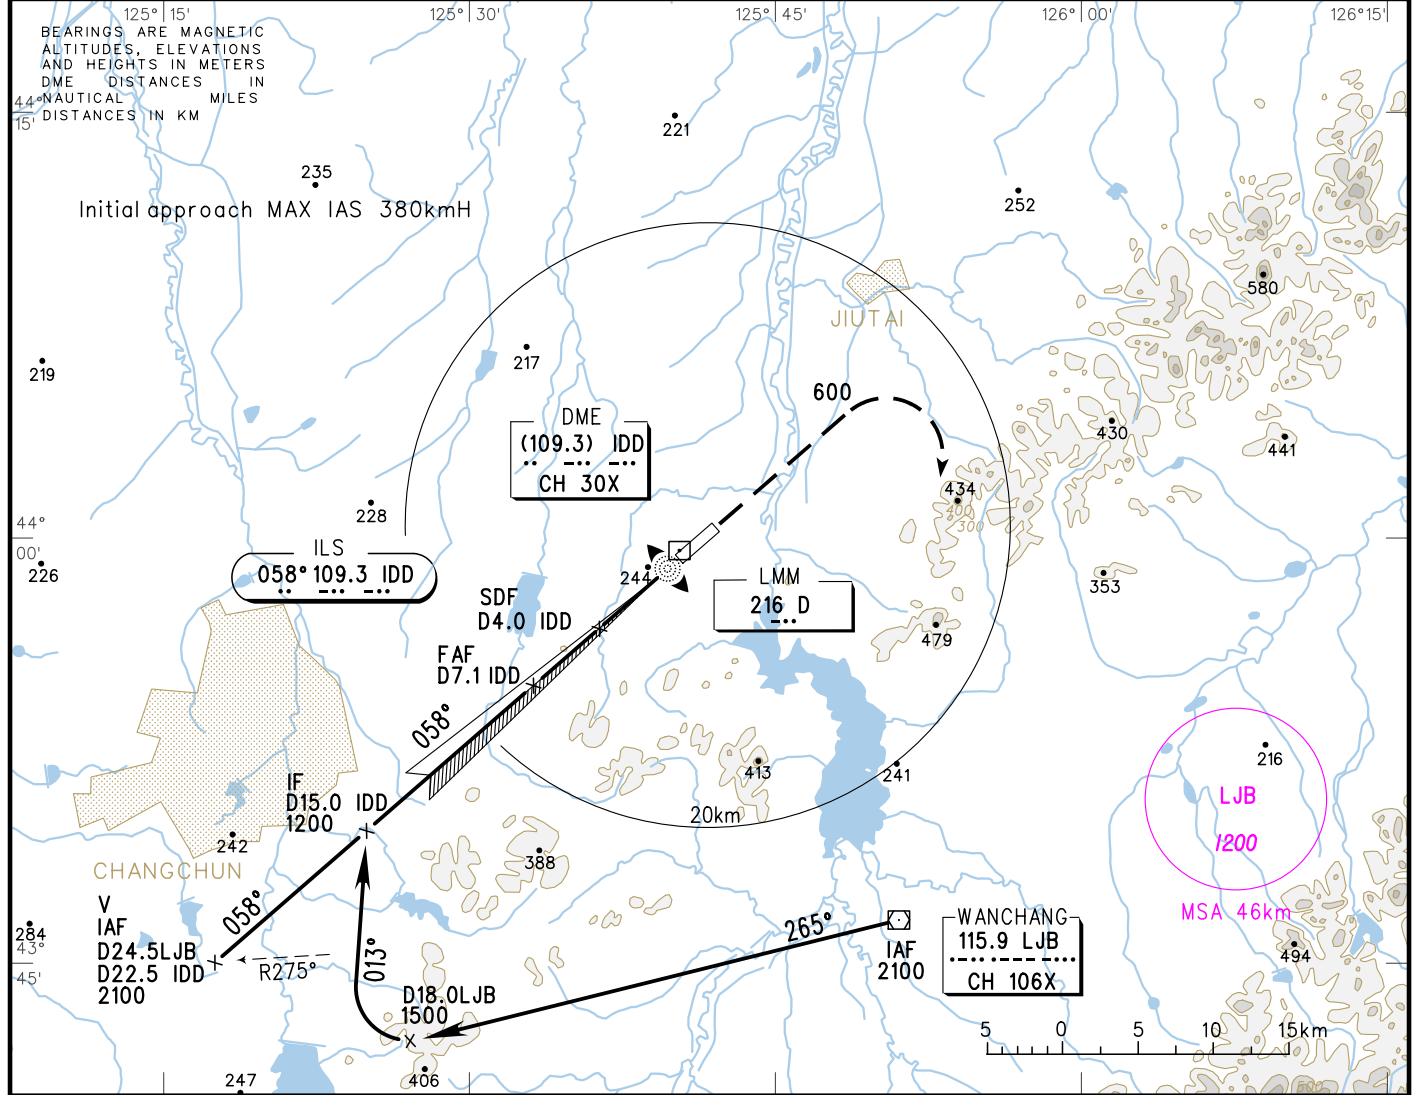 125°15'
125°30'
125°45'
126°00'
126°15'
BEARINGS ARE MAGNETIC
ALTITUDES, ELEVATIONS
AND HEIGHTS IN METERS
DME DISTANCES IN
NAUTICAL MILES
DISTANCES IN KM
44°
15'
221
235
Initial approach MAX IAS 380kmH
252
580
JIUTAI
219
217
600
DME
(109.3) IDD
CH 30X
430
441
434
400
300
228
44°
00'
226
ILS
058° 109.3 IDD
244
LMM
216 D
353
SDF
D4.0 IDD
479
FAF
D7.1 IDD
058°
413
241
216
LJB
1200
MSA 46km
IF
D15.0 IDD
1200
20km
242
388
CHANGCHUN
V
IAF
D24.5LJB
D22.5 IDD
2100
058°
284
43°
45'
R275°
013°
265°
IAF
2100
WANCHANG
115.9 LJB
CH 106X
494
D18.0LJB
1500
5 0 5 10 15km
406
247
500